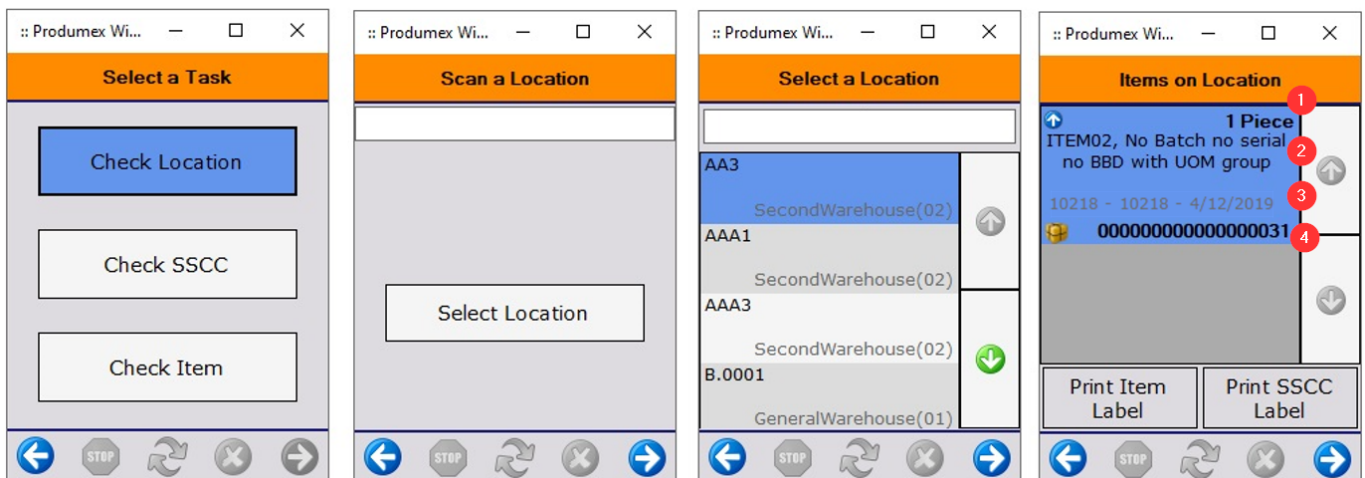 :: Produmex Wi...
Select a Task
Check Location
Check SSCC
Check Item
STOP
:: Produmex Wi...
Scan a Location
Select Location
STOP
:: Produmex Wi...
Select a Location
AA3
SecondWarehouse(02)
AAA1
SecondWarehouse(02)
AAA3
SecondWarehouse(02)
B.0001
GeneralWarehouse(01)
STOP
:: Produmex Wi...
Items on Location
1
1 Piece
ITEM02, No Batch no serial
2
no BBD with UOM group
3
10218 - 10218 - 4/12/2019
000000000000000031
4
Print Item
Label
Print SSCC
Label
STOP